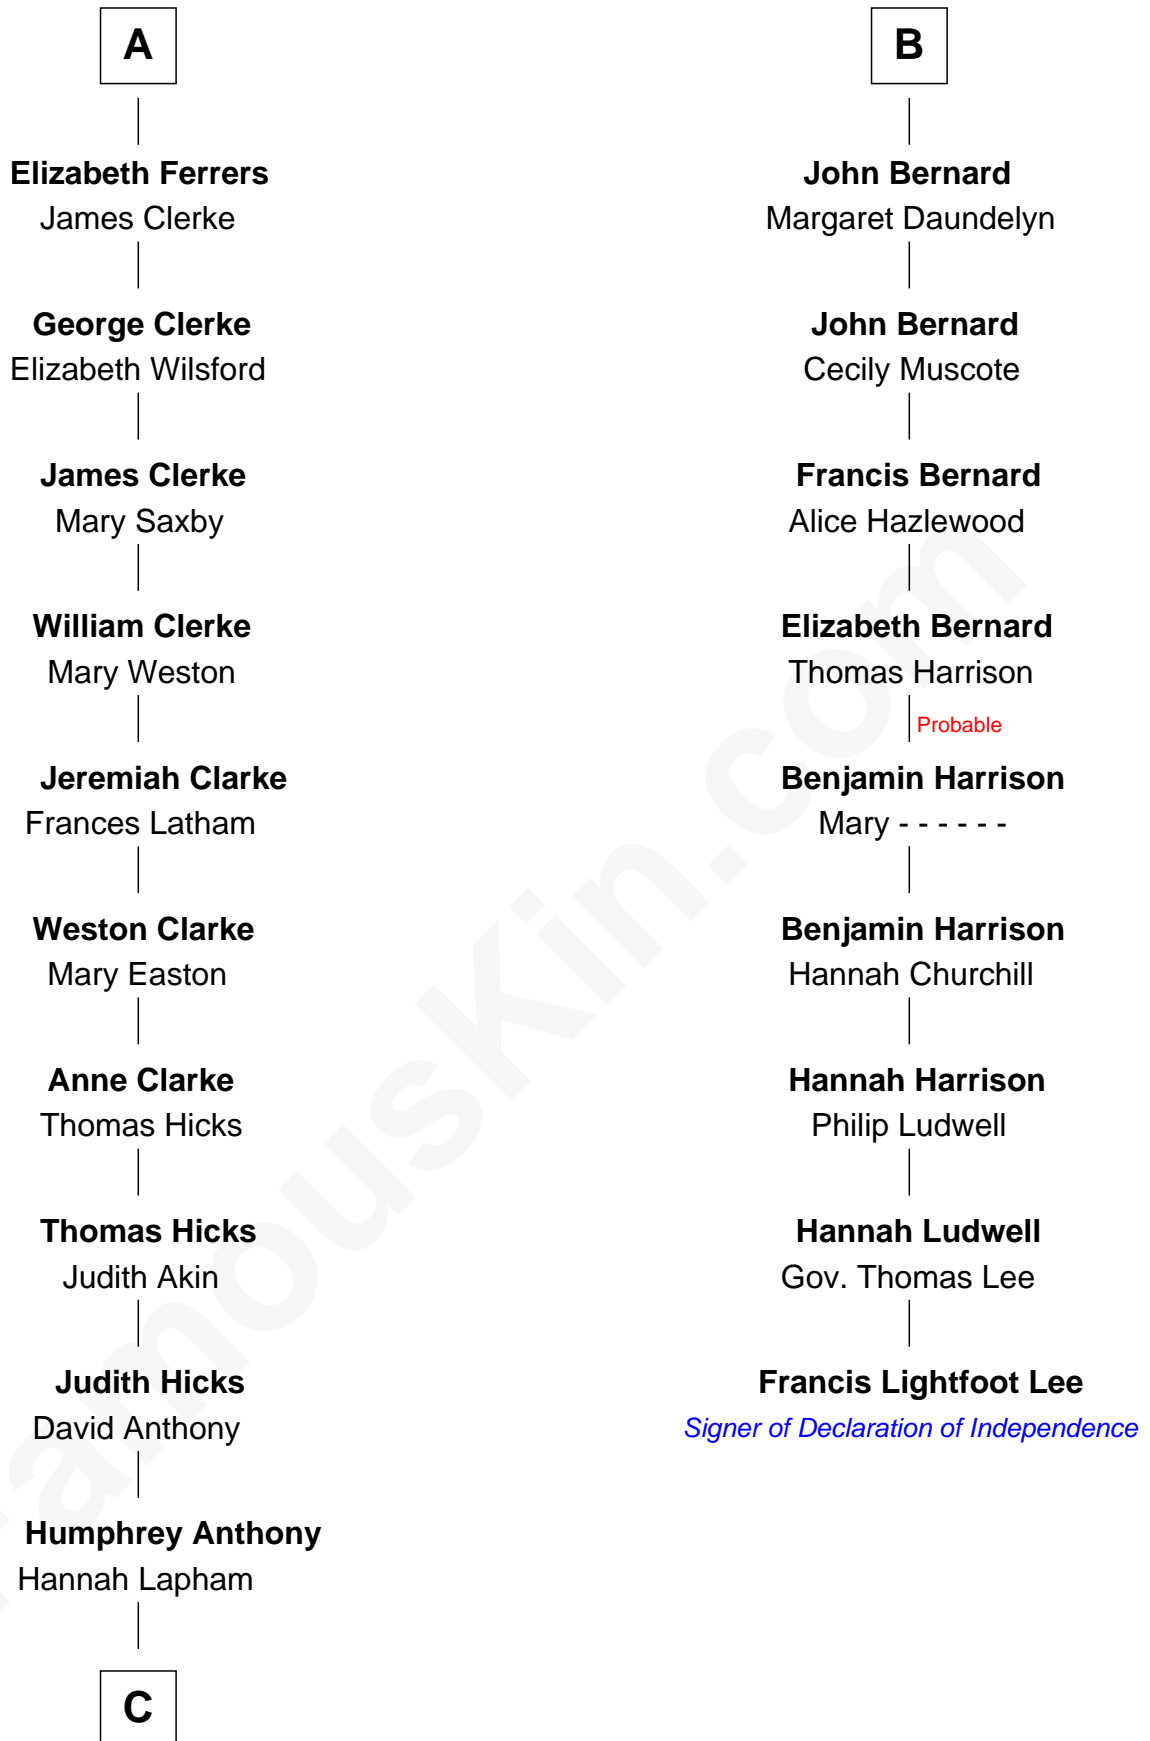 A
Elizabeth Ferrers
James Clerke
George Clerke
Elizabeth Wilsford
James Clerke
Mary Saxby
William Clerke
Mary Weston
Jeremiah Clarke
Frances Latham
Weston Clarke
Mary Easton
Anne Clarke
Thomas Hicks
Thomas Hicks
Judith Akin
Judith Hicks
David Anthony
Humphrey Anthony
Hannah Lapham
C
B
John Bernard
Margaret Daundelyn
John Bernard
Cecily Muscote
Francis Bernard
Alice Hazlewood
Elizabeth Bernard
Thomas Harrison
Probable
Benjamin Harrison
Mary - - - - - -
Benjamin Harrison
Hannah Churchill
Hannah Harrison
Philip Ludwell
Hannah Ludwell
Gov. Thomas Lee
Francis Lightfoot Lee
Signer of Declaration of Independence
FamousKin.com